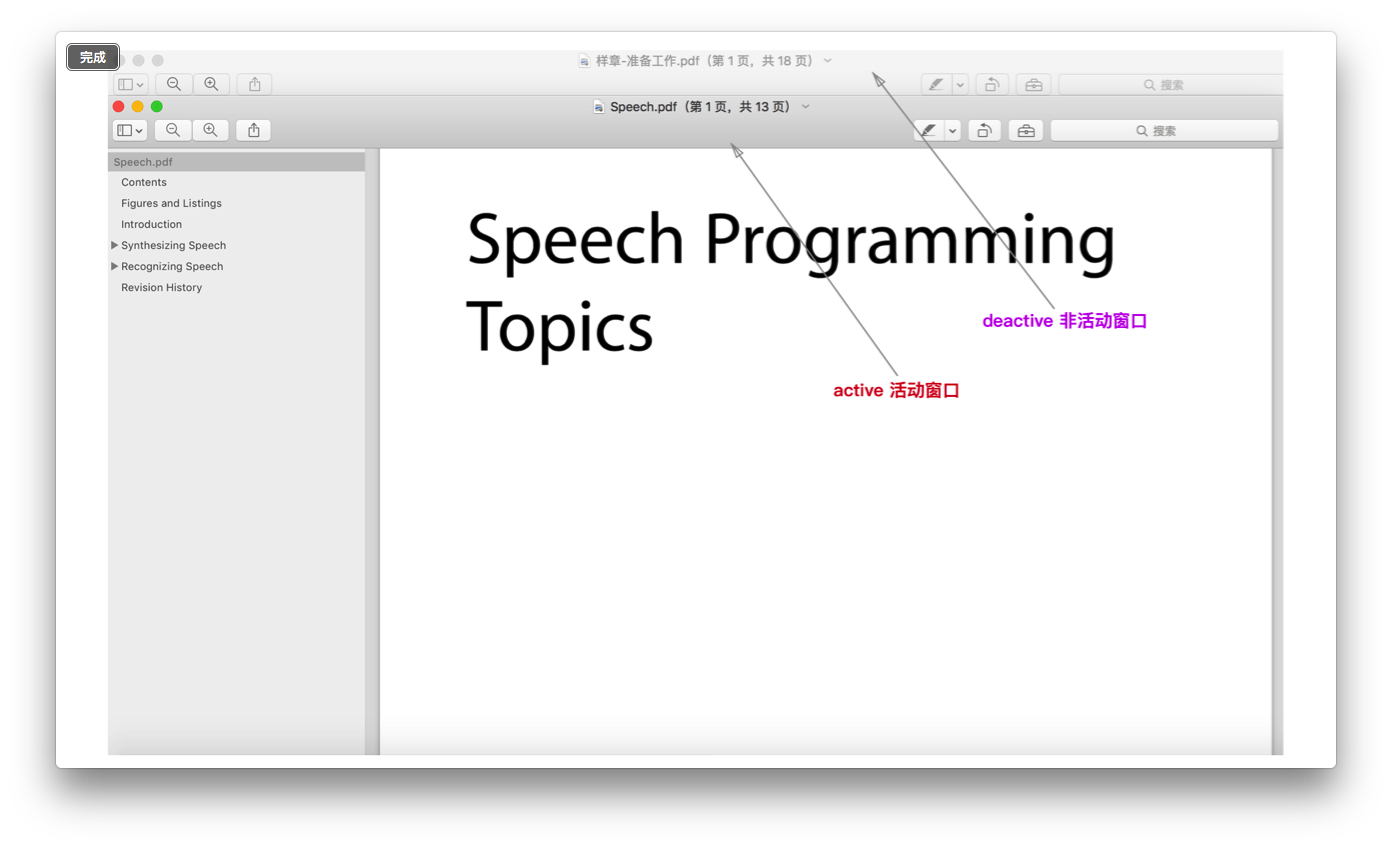 完成
样章-准备工作.pdf（第 1 页，共 18 页）
搜索
Speech.pdf（第 1 页，共 13 页）
搜索
Speech.pdf
Contents
Figures and Listings
Introduction
Synthesizing Speech
Recognizing Speech
Revision History
Speech Programming
Topics
deactive 非活动窗口
active 活动窗口